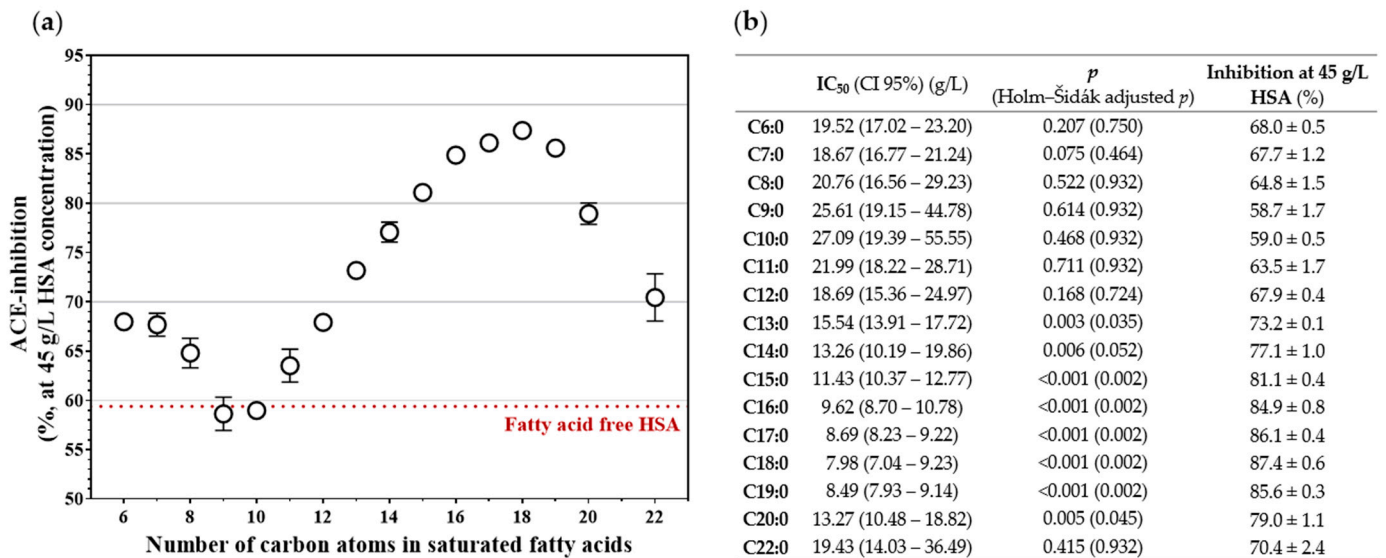 (a)
95
90
85
80
75
70
65
60
55
50
ACE-inhibition
(%, at 45 g/L HSA concentration)
Fatty acid free HSA
6 8 10 12 14 16 18 20 22
Number of carbon atoms in saturated fatty acids
(b)
IC50 (CI 95%) (g/L) p (Holm–Šidák adjusted p) Inhibition at 45 g/L HSA (%)
C6:0 19.52 (17.02 – 23.20) 0.207 (0.750) 68.0 ± 0.5
C7:0 18.67 (16.77 – 21.24) 0.075 (0.464) 67.7 ± 1.2
C8:0 20.76 (16.56 – 29.23) 0.522 (0.932) 64.8 ± 1.5
C9:0 25.61 (19.15 – 44.78) 0.614 (0.932) 58.7 ± 1.7
C10:0 27.09 (19.39 – 55.55) 0.468 (0.932) 59.0 ± 0.5
C11:0 21.99 (18.22 – 28.71) 0.711 (0.932) 63.5 ± 1.7
C12:0 18.69 (15.36 – 24.97) 0.168 (0.724) 67.9 ± 0.4
C13:0 15.54 (13.91 – 17.72) 0.003 (0.035) 73.2 ± 0.1
C14:0 13.26 (10.19 – 19.86) 0.006 (0.052) 77.1 ± 1.0
C15:0 11.43 (10.37 – 12.77) <0.001 (0.002) 81.1 ± 0.4
C16:0 9.62 (8.70 – 10.78) <0.001 (0.002) 84.9 ± 0.8
C17:0 8.69 (8.23 – 9.22) <0.001 (0.002) 86.1 ± 0.4
C18:0 7.98 (7.04 – 9.23) <0.001 (0.002) 87.4 ± 0.6
C19:0 8.49 (7.93 – 9.14) <0.001 (0.002) 85.6 ± 0.3
C20:0 13.27 (10.48 – 18.82) 0.005 (0.045) 79.0 ± 1.1
C22:0 19.43 (14.03 – 36.49) 0.415 (0.932) 70.4 ± 2.4